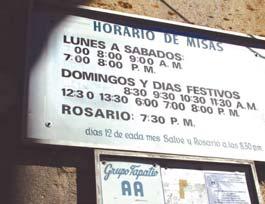 HORARIO DE MISAS
LUNES A SABADOS:
00 8:00 9:00 A.M.
7:00 8:00 P.M.
DOMINGOS Y DIAS FESTIVOS
8:30 9:30 10:30 11:30 A.M.
12:30 13:30 6:00 7:00 8:00 P.M.
ROSARIO: 7:30 P.M.
días 12 de cada mes Salve y Rosario a las 8.30 pm.
Grupo Tapatío
AA